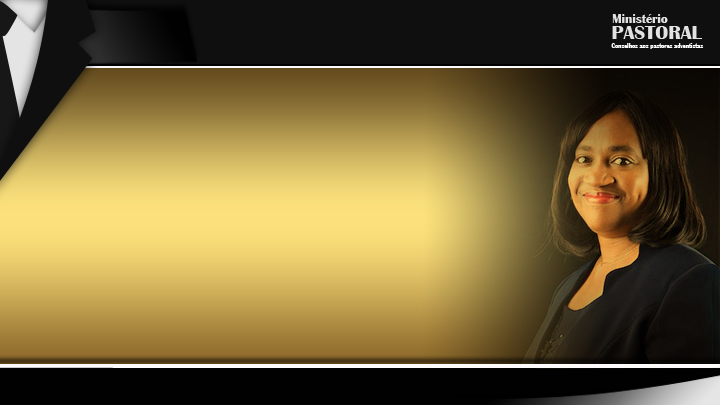 Ministério
PASTORAL
Conselhos aos pastores adventistas